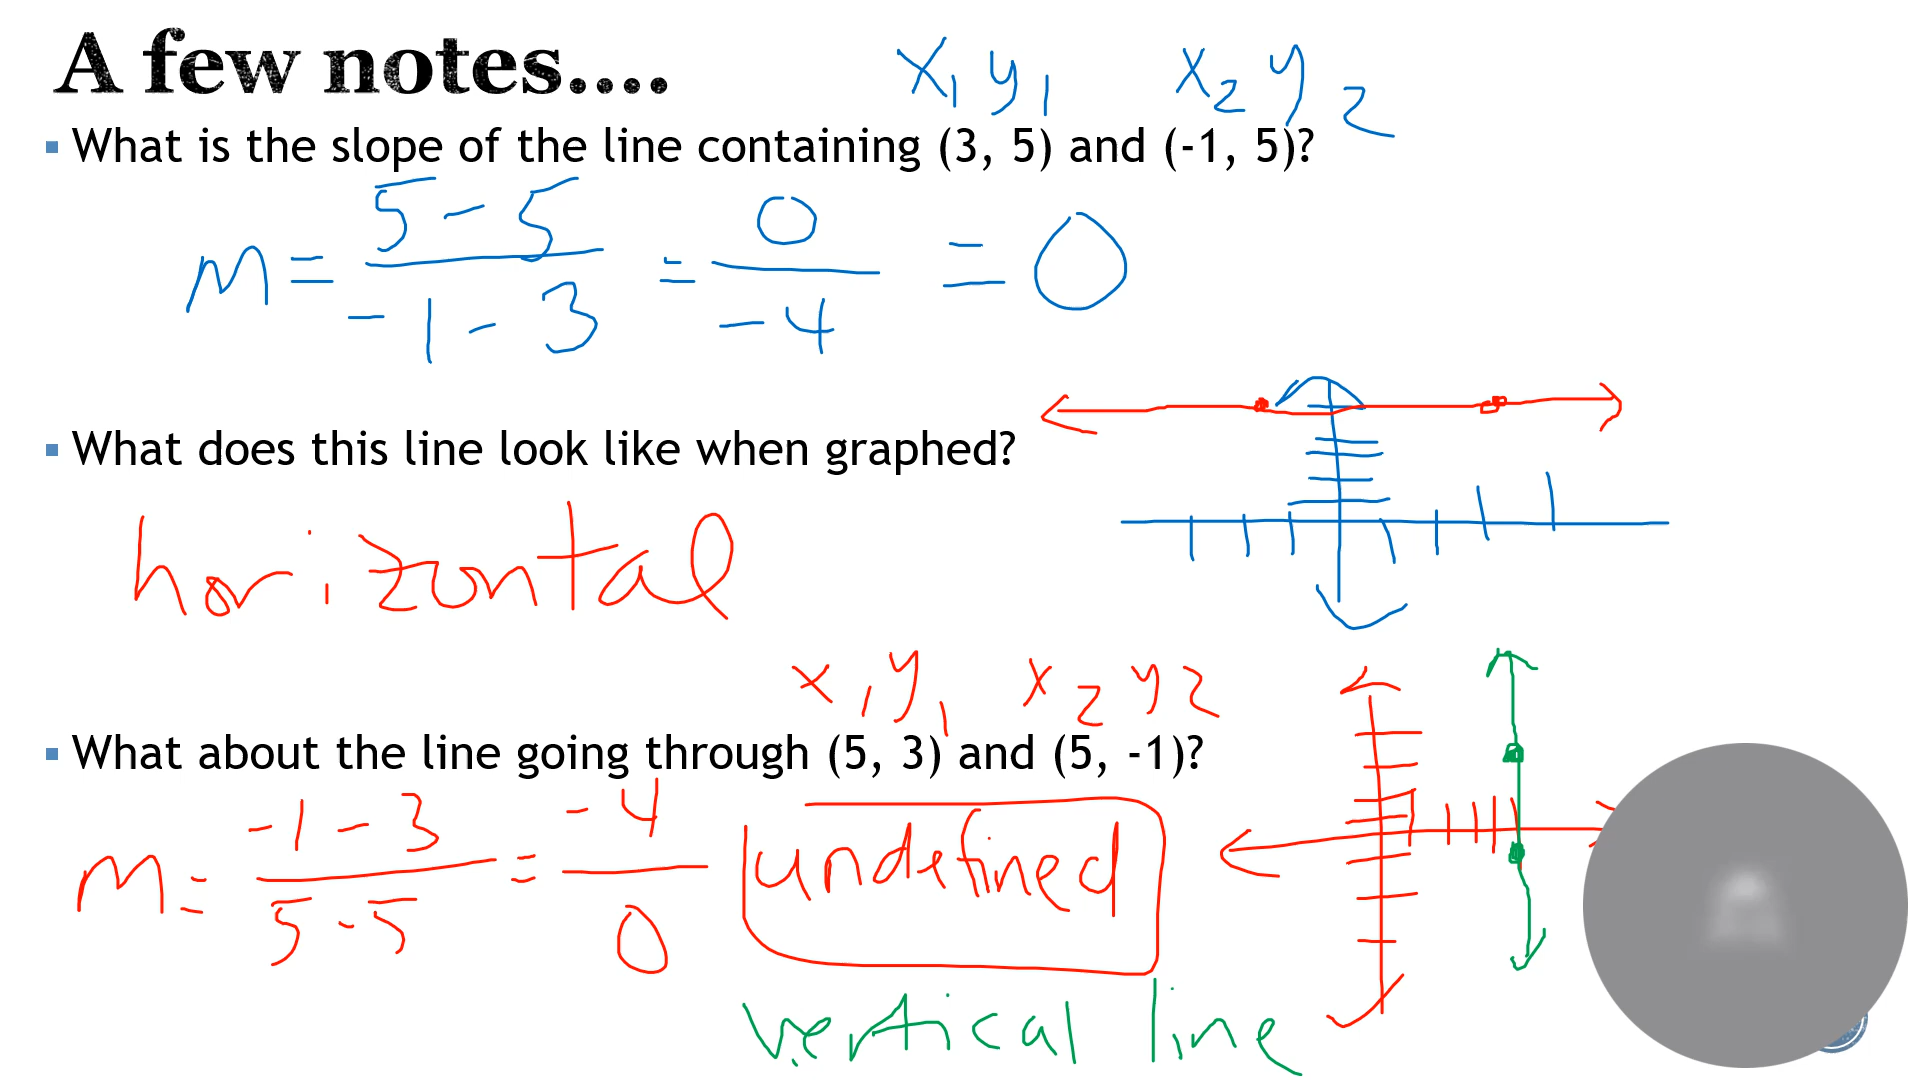 A few notes....
x₁ y₁ x₂ y₂
▪ What is the slope of the line containing (3, 5) and (-1, 5)?
m = 5 - 5 / -1 - 3 = 0 / -4 = 0
▪ What does this line look like when graphed?
horizontal
x₁ y₁ x₂ y₂
▪ What about the line going through (5, 3) and (5, -1)?
m = -1 - 3 / 5 - 5 = -4 / 0 undefined
vertical line